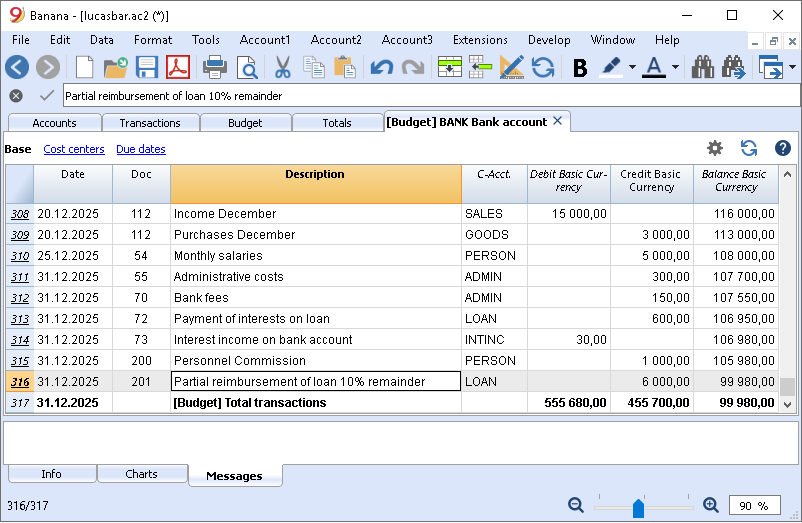 Banana - [lucasbar.ac2 (*)]
File Edit Data Format Tools Account1 Account2 Account3 Extensions Develop Window Help
B A
Partial reimbursement of loan 10% remainder
Accounts Transactions Budget Totals [Budget] BANK Bank account
Base Cost centers Due dates
Date Doc Description C-Acct. Debit Basic Cur- Credit Basic Balance Basic
rency Currency Currency
308 20.12.2025 112 Income December SALES 15 000,00 116 000,00
309 20.12.2025 112 Purchases December GOODS 3 000,00 113 000,00
310 25.12.2025 54 Monthly salaries PERSON 5 000,00 108 000,00
311 31.12.2025 55 Administrative costs ADMIN 300,00 107 700,00
312 31.12.2025 70 Bank fees ADMIN 150,00 107 550,00
313 31.12.2025 72 Payment of interests on loan LOAN 600,00 106 950,00
314 31.12.2025 73 Interest income on bank account INTINC 30,00 106 980,00
315 31.12.2025 200 Personnel Commission PERSON 1 000,00 105 980,00
316 31.12.2025 201 Partial reimbursement of loan 10% remainder LOAN 6 000,00 99 980,00
317 31.12.2025 [Budget] Total transactions 555 680,00 455 700,00 99 980,00
Info Charts Messages
316/317 90 %